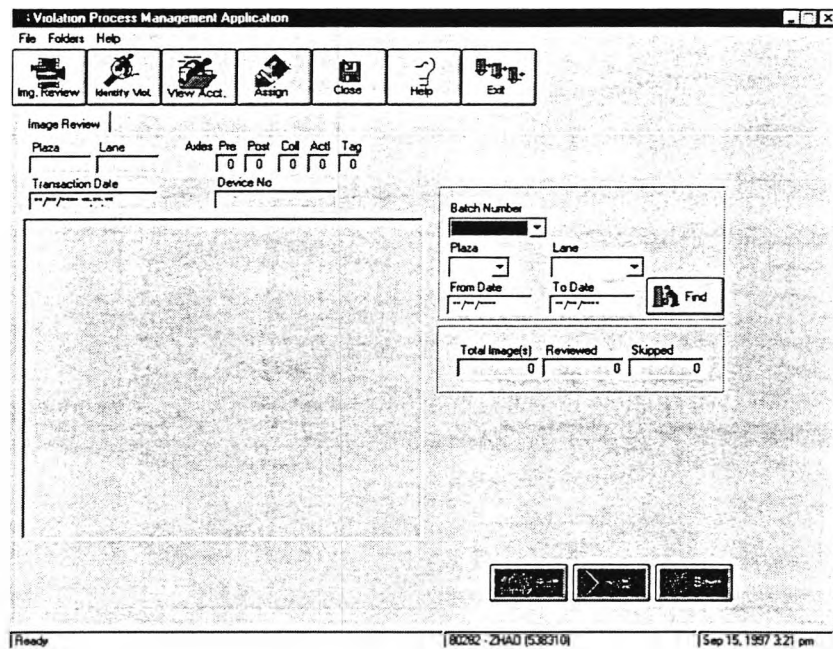 : Violation Process Management Application
File Folders Help
Img. Review Identify Viol. View Acct. Assign Close Help Exit
Image Review
Plaza Lane Axles Pre Post Coll Actl Tag
0 0 0 0 0
Transaction Date Device No
--/--/---- --:--:--
Batch Number
Plaza Lane
From Date To Date
--/--/---- --/--/---- Find
Total Image(s) Reviewed Skipped
0 0 0
Ready 80282 - ZHAO (538310) Sep 15, 1997 3:21 pm